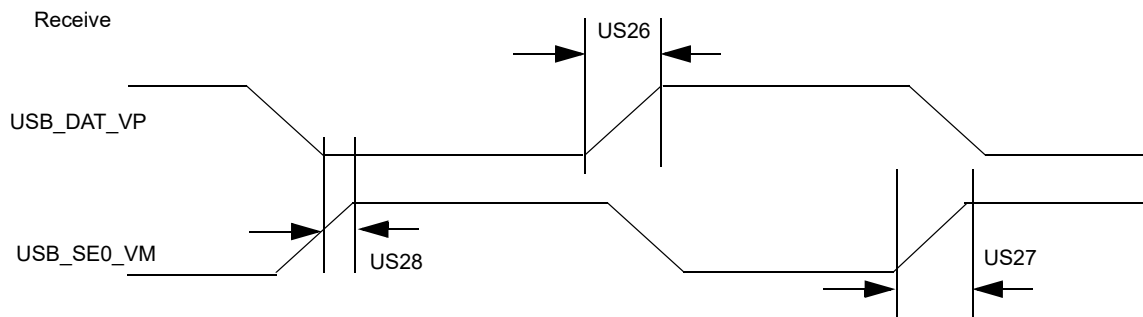 Receive
US26
USB_DAT_VP
USB_SE0_VM
US28
US27